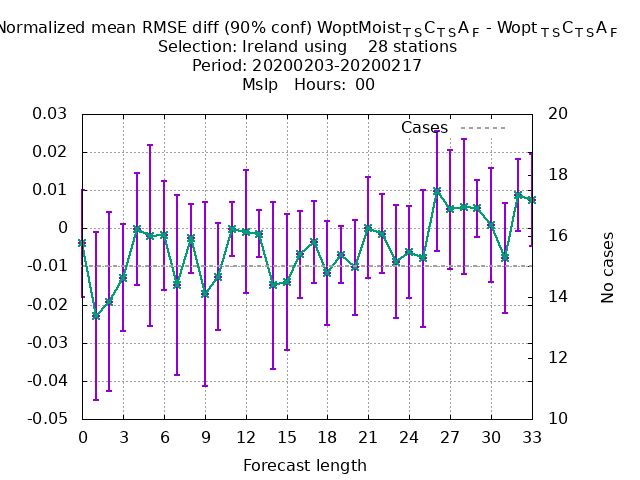 Normalized mean RMSE diff (90% conf) WoptMoistTSCTSAF - WoptTSCTSAF
Selection: Ireland using 28 stations
Period: 20200203-20200217
Mslp Hours: 00
Cases
0.03
0.02
0.01
0
-0.01
-0.02
-0.03
-0.04
-0.05
20
18
16
14
12
10
No cases
0 3 6 9 12 15 18 21 24 27 30 33
Forecast length